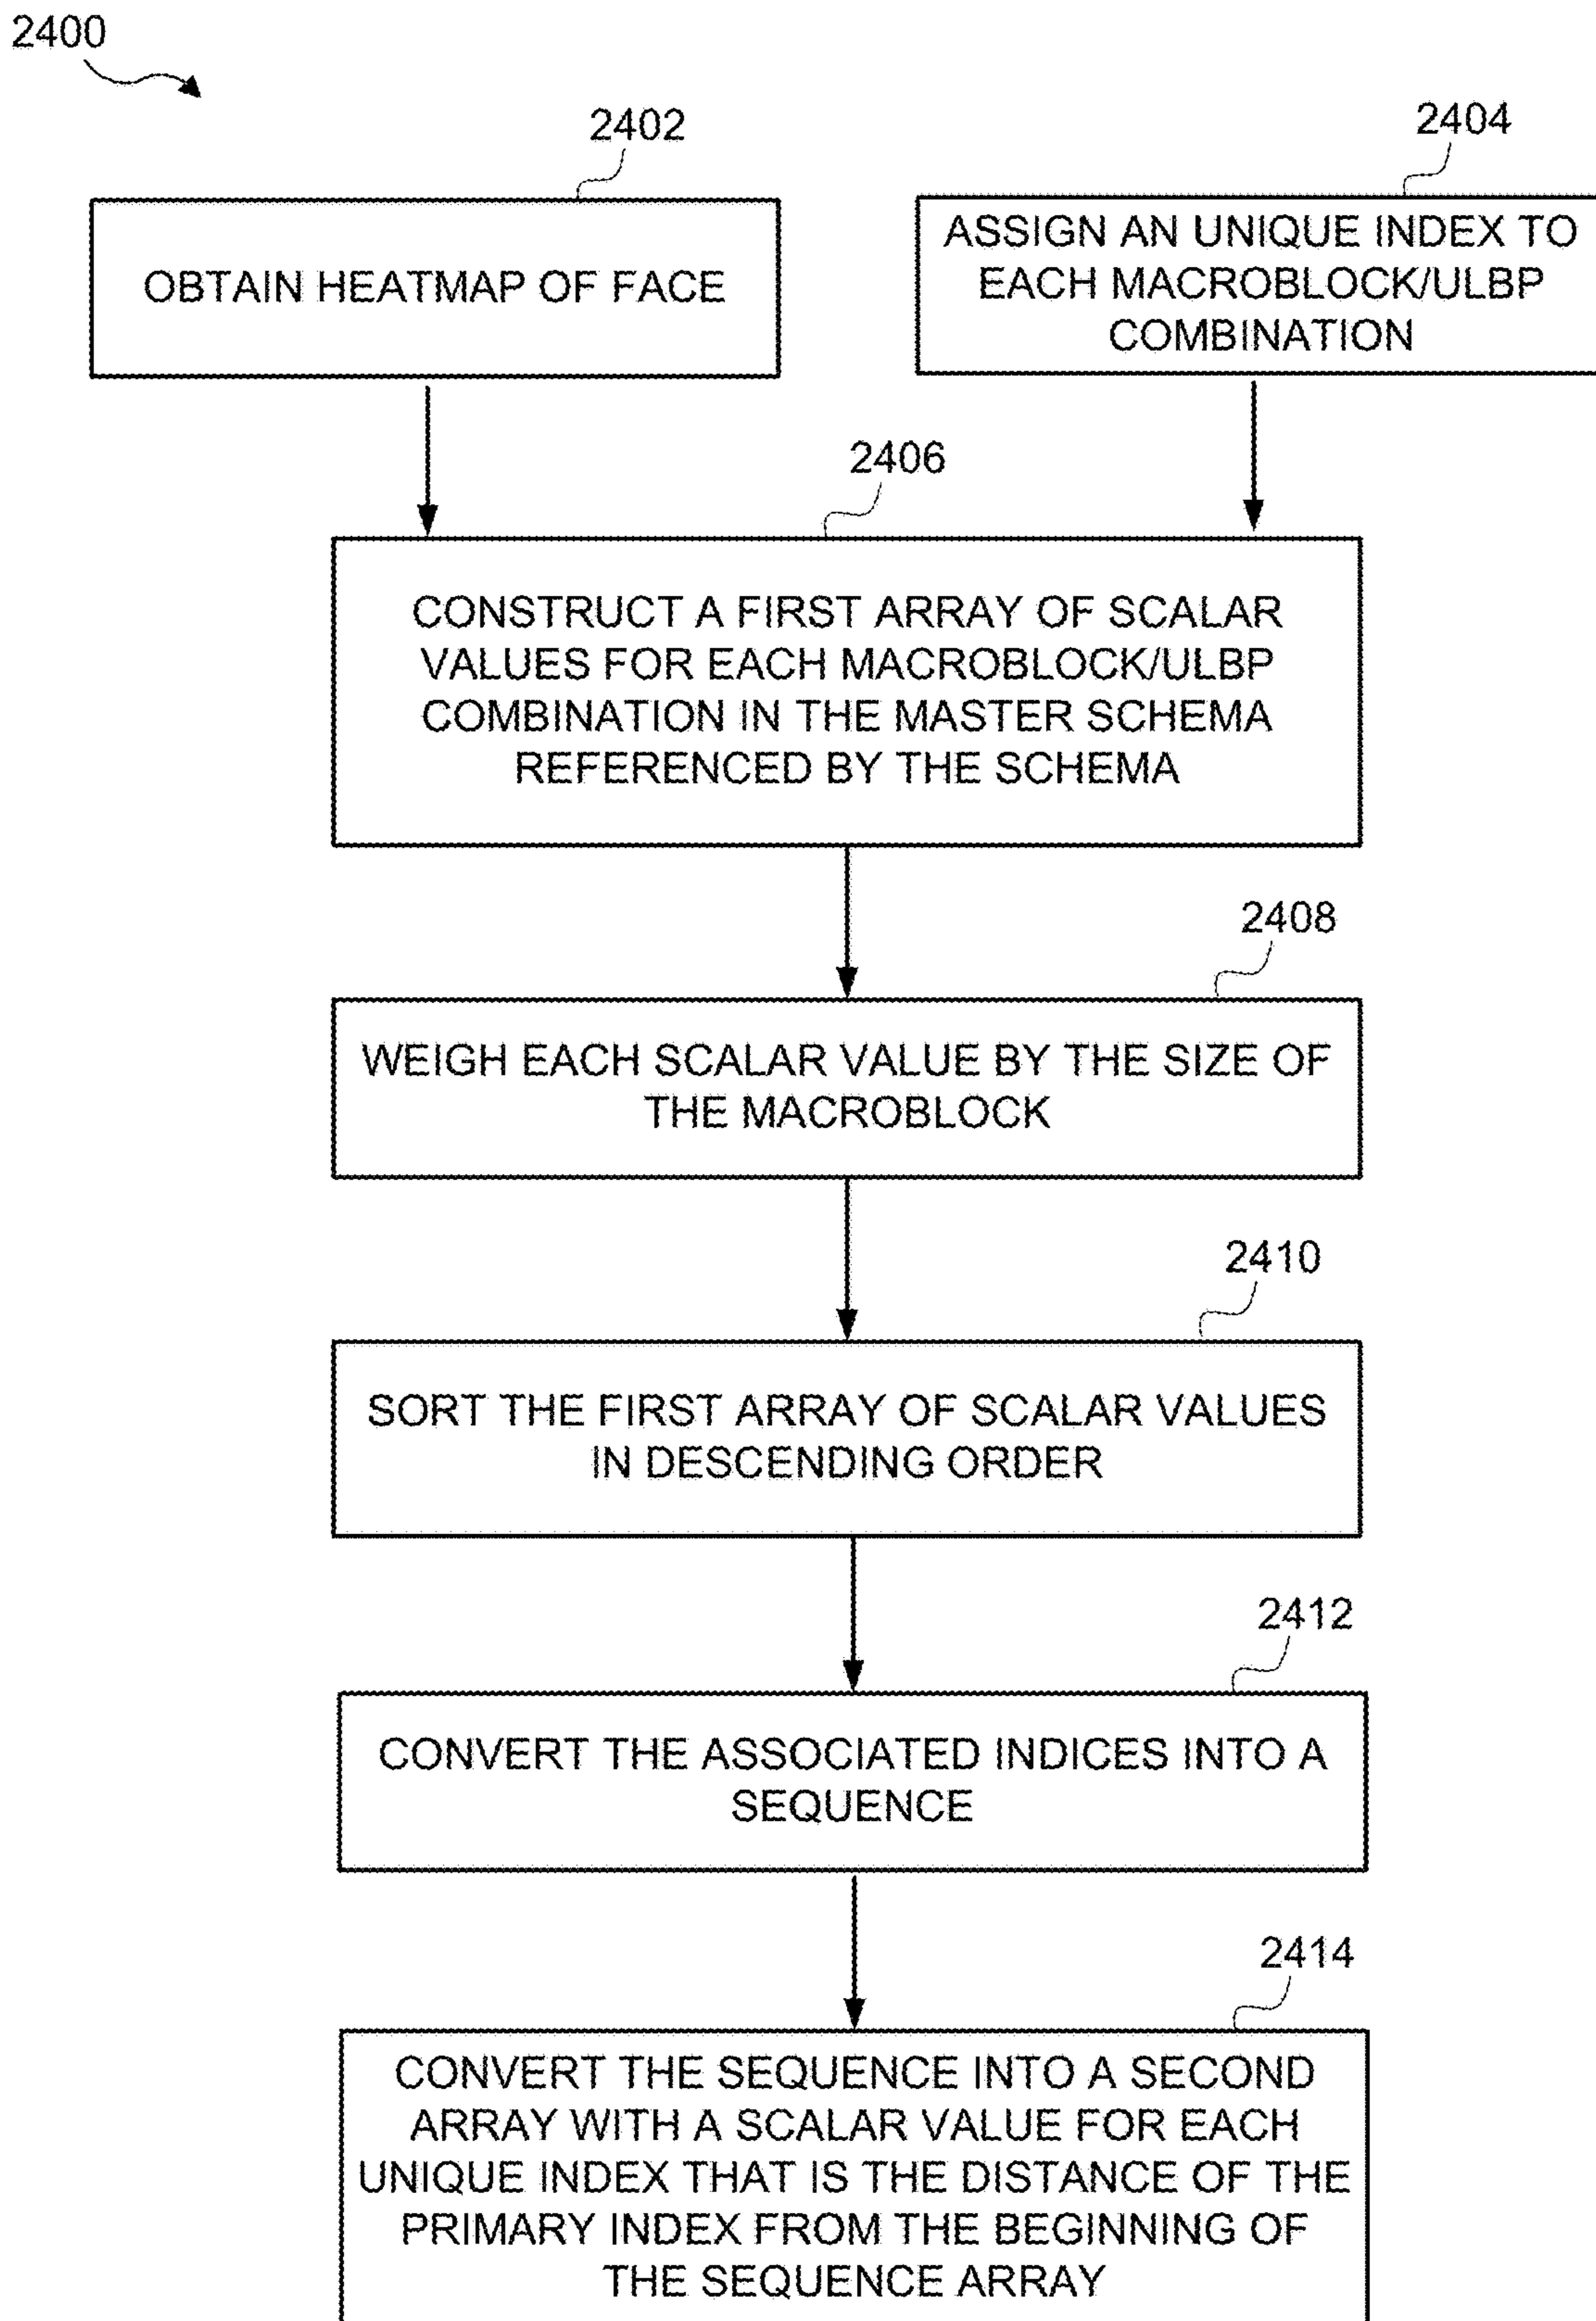 2400
2402
OBTAIN HEATMAP OF FACE
2404
ASSIGN AN UNIQUE INDEX TO
EACH MACROBLOCK/ULBP
COMBINATION
2406
CONSTRUCT A FIRST ARRAY OF SCALAR
VALUES FOR EACH MACROBLOCK/ULBP
COMBINATION IN THE MASTER SCHEMA
REFERENCED BY THE SCHEMA
2408
WEIGH EACH SCALAR VALUE BY THE SIZE OF
THE MACROBLOCK
2410
SORT THE FIRST ARRAY OF SCALAR VALUES
IN DESCENDING ORDER
2412
CONVERT THE ASSOCIATED INDICES INTO A
SEQUENCE
2414
CONVERT THE SEQUENCE INTO A SECOND
ARRAY WITH A SCALAR VALUE FOR EACH
UNIQUE INDEX THAT IS THE DISTANCE OF THE
PRIMARY INDEX FROM THE BEGINNING OF
THE SEQUENCE ARRAY